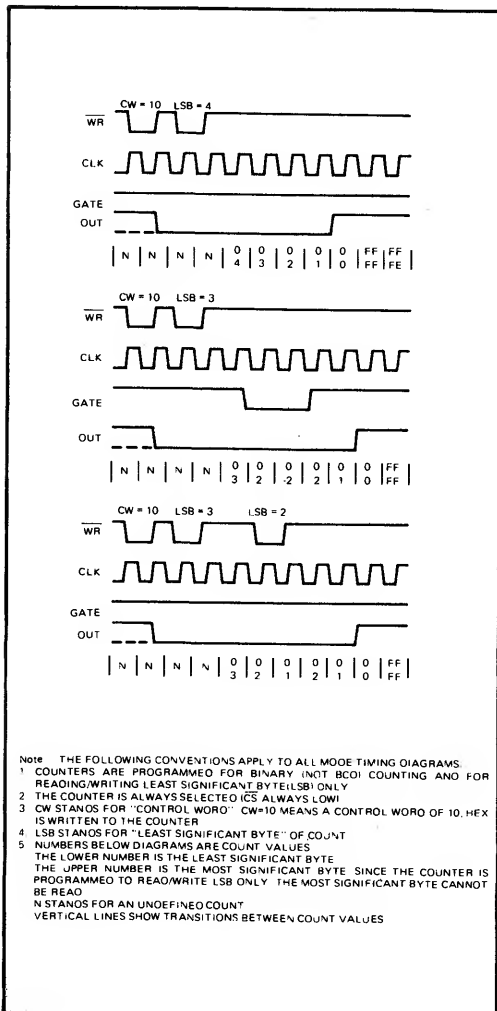 CW = 10 LSB = 4
WR
CLK
GATE
OUT
N N N N 0 0 0 0 0 FF FF
4 3 2 1 0 FF FE
CW = 10 LSB = 3
WR
CLK
GATE
OUT
N N N N 0 0 0 0 0 0 FF
3 2 ·2 2 1 0 FF
CW = 10 LSB = 3 LSB = 2
WR
CLK
GATE
OUT
N N N N 0 0 0 0 0 0 FF
3 2 1 2 1 0 FF
Note THE FOLLOWING CONVENTIONS APPLY TO ALL MODE TIMING DIAGRAMS.
1 COUNTERS ARE PROGRAMMED FOR BINARY (NOT BCD) COUNTING AND FOR
READING/WRITING LEAST SIGNIFICANT BYTE (LSB) ONLY
2 THE COUNTER IS ALWAYS SELECTED (CS ALWAYS LOW)
3 CW STANDS FOR "CONTROL WORD" CW=10 MEANS A CONTROL WORD OF 10, HEX
IS WRITTEN TO THE COUNTER
4 LSB STANDS FOR "LEAST SIGNIFICANT BYTE" OF COUNT
5 NUMBERS BELOW DIAGRAMS ARE COUNT VALUES
THE LOWER NUMBER IS THE LEAST SIGNIFICANT BYTE
THE UPPER NUMBER IS THE MOST SIGNIFICANT BYTE SINCE THE COUNTER IS
PROGRAMMED TO READ/WRITE LSB ONLY THE MOST SIGNIFICANT BYTE CANNOT
BE READ
N STANDS FOR AN UNDEFINED COUNT
VERTICAL LINES SHOW TRANSITIONS BETWEEN COUNT VALUES